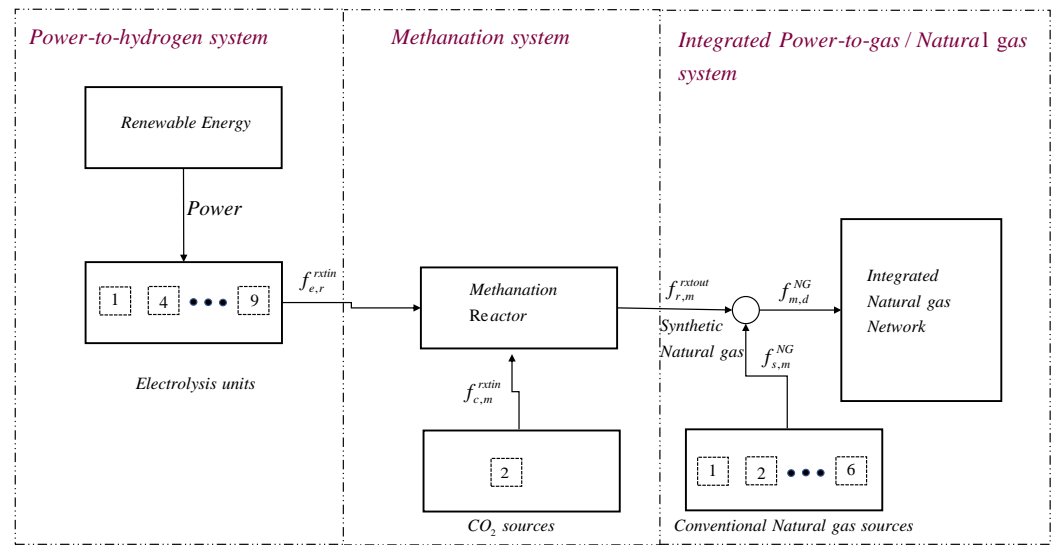 Power-to-hydrogen system
Renewable Energy
Power
1 4 ••• 9
Electrolysis units
f_{e,r}^{rxtin}
Methanation system
Methanation
Reactor
f_{c,m}^{rxtin}
2
CO₂ sources
Integrated Power-to-gas / Natural gas
system
f_{r,m}^{rxtout}
Synthetic
Natural gas
f_{m,d}^{NG}
f_{s,m}^{NG}
Integrated
Natural gas
Network
1 2 ••• 6
Conventional Natural gas sources